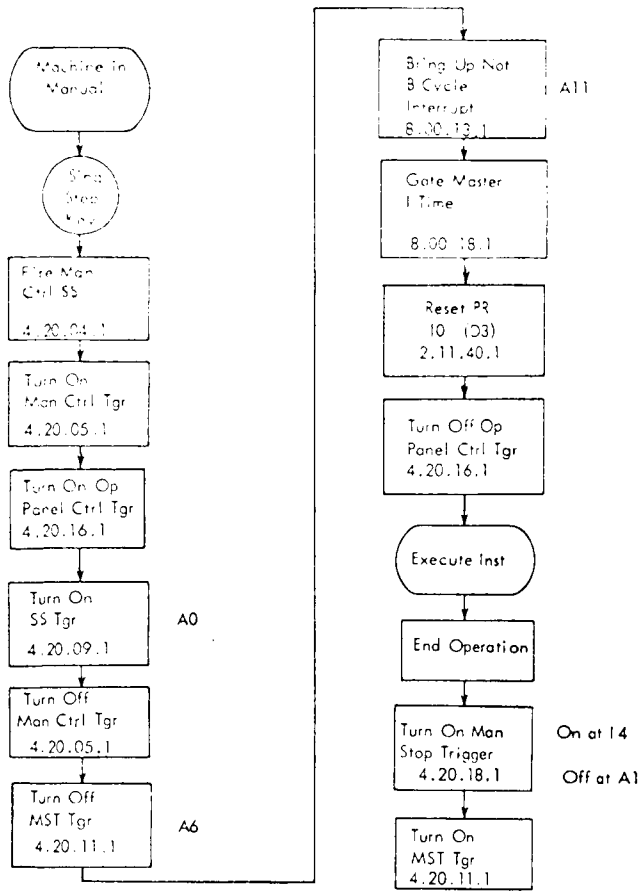 Machine in
Manual
Sing
Step
Key
Fire Man
Ctrl SS
4.20.04.1
Turn On
Man Ctrl Tgr
4.20.05.1
Turn On Op
Panel Ctrl Tgr
4.20.16.1
Turn On
SS Tgr
4.20.09.1
A0
Turn Off
Man Ctrl Tgr
4.20.05.1
Turn Off
MST Tgr
4.20.11.1
A6
Bring Up Not
B Cycle
Interrupt
8.00.13.1
A11
Gate Master
I Time
8.00.18.1
Reset PR
10 (D3)
2.11.40.1
Turn Off Op
Panel Ctrl Tgr
4.20.16.1
Execute Inst
End Operation
Turn On Man
Stop Trigger
4.20.18.1
On at I4
Off at A1
Turn On
MST Tgr
4.20.11.1